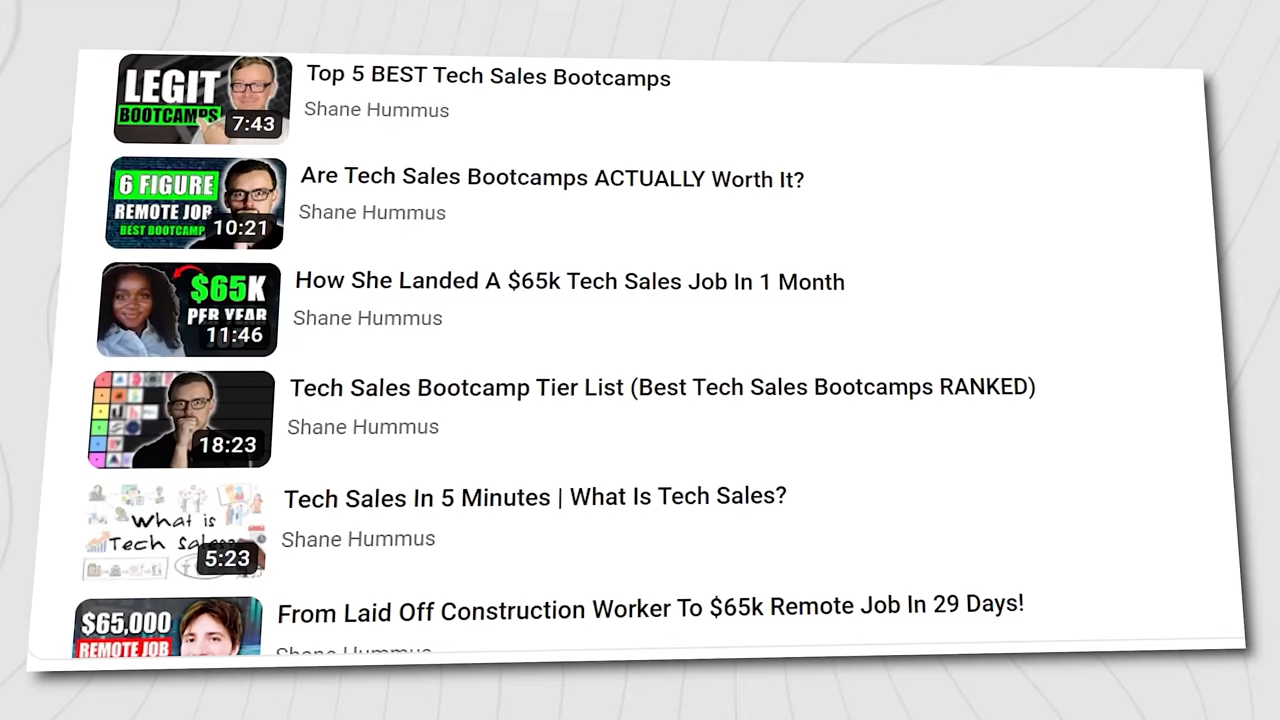 LEGIT
BOOTCAMPS
7:43
Top 5 BEST Tech Sales Bootcamps
Shane Hummus
6 FIGURE
REMOTE JOB
BEST BOOTCAMP
10:21
Are Tech Sales Bootcamps ACTUALLY Worth It?
Shane Hummus
$65K
PER YEAR
11:46
How She Landed A $65k Tech Sales Job In 1 Month
Shane Hummus
18:23
Tech Sales Bootcamp Tier List (Best Tech Sales Bootcamps RANKED)
Shane Hummus
What is
Tech Sales
5:23
Tech Sales In 5 Minutes | What Is Tech Sales?
Shane Hummus
$65,000
REMOTE JOB
From Laid Off Construction Worker To $65k Remote Job In 29 Days!
Shane Hummus